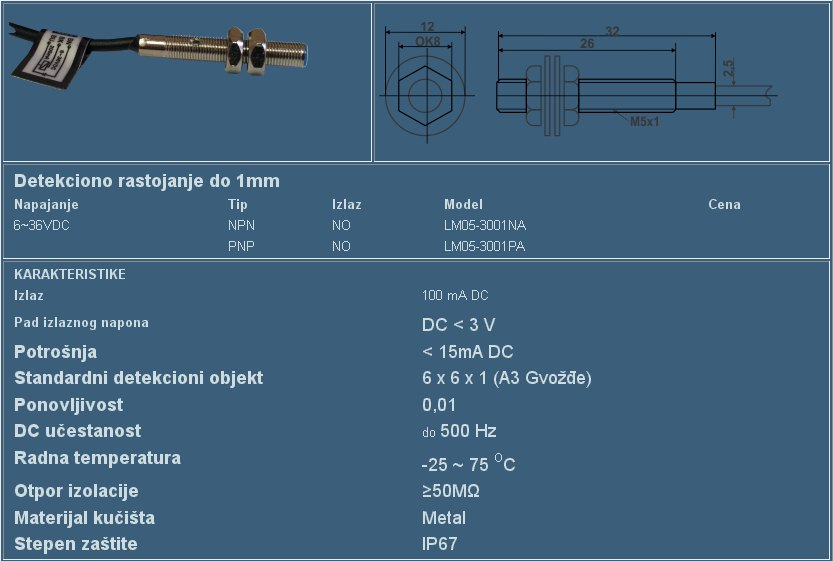 12
OK8
32
26
2,5
M5x1
Detekciono rastojanje do 1mm
Napajanje Tip Izlaz Model Cena
6~36VDC NPN NO LM05-3001NA
PNP NO LM05-3001PA
KARAKTERISTIKE
Izlaz 100 mA DC
Pad izlaznog napona DC < 3 V
Potrošnja < 15mA DC
Standardni detekcioni objekt 6 x 6 x 1 (A3 Gvožđe)
Ponovljivost 0,01
DC učestanost do 500 Hz
Radna temperatura -25 ~ 75 °C
Otpor izolacije ≥50MΩ
Materijal kučišta Metal
Stepen zaštite IP67